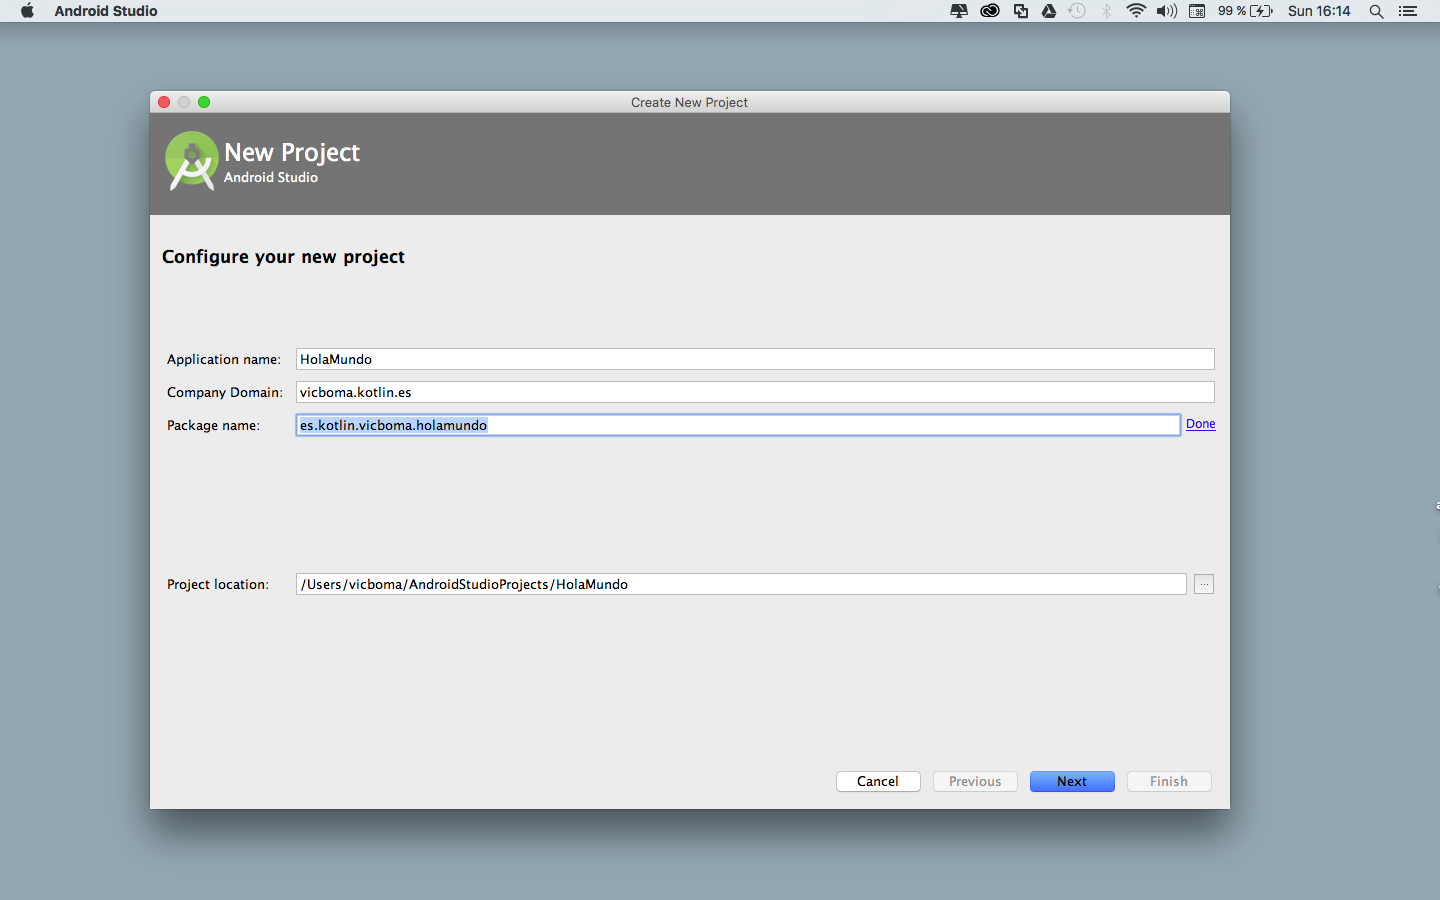 Android Studio
99 %
Sun 16:14
Create New Project
New Project
Android Studio
Configure your new project
Application name: HolaMundo
Company Domain: vicboma.kotlin.es
Package name: es.kotlin.vicboma.holamundo Done
Project location: /Users/vicboma/AndroidStudioProjects/HolaMundo ...
Cancel Previous Next Finish